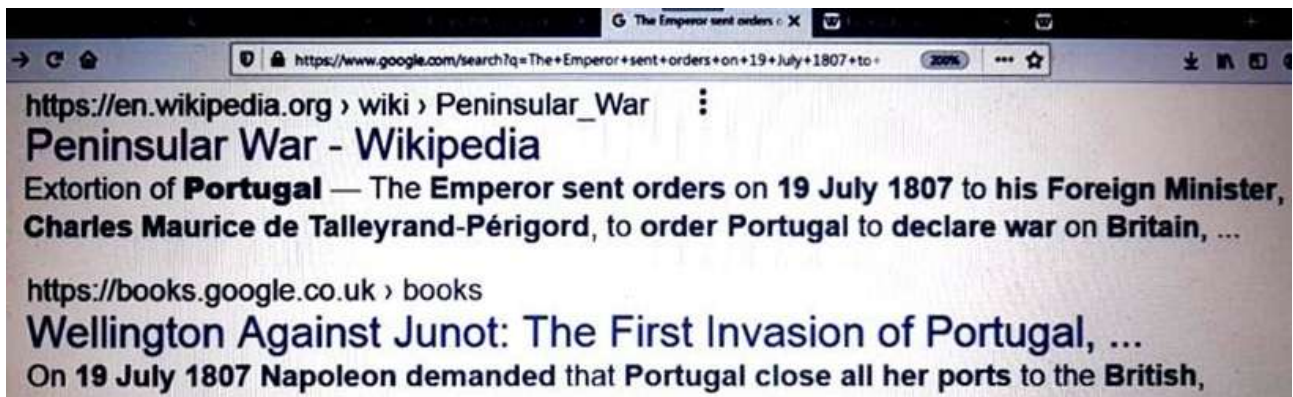 G The Emperor sent orders
https://www.google.com/search?q=The+Emperor+sent+orders+on+19+July+1807+to+
200%
https://en.wikipedia.org › wiki › Peninsular_War
Peninsular War - Wikipedia
Extortion of Portugal — The Emperor sent orders on 19 July 1807 to his Foreign Minister,
Charles Maurice de Talleyrand-Périgord, to order Portugal to declare war on Britain, ...
https://books.google.co.uk › books
Wellington Against Junot: The First Invasion of Portugal, ...
On 19 July 1807 Napoleon demanded that Portugal close all her ports to the British,